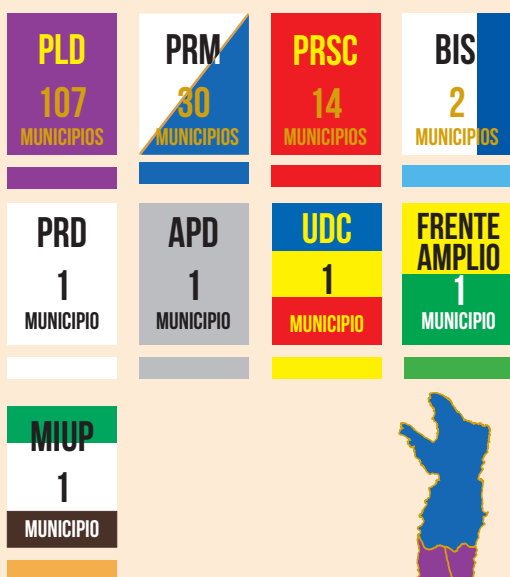 PLD
107
MUNICIPIOS
PRM
30
MUNICIPIOS
PRSC
14
MUNICIPIOS
BIS
2
MUNICIPIOS
PRD
1
MUNICIPIO
APD
1
MUNICIPIO
UDC
1
MUNICIPIO
FRENTE
AMPLIO
1
MUNICIPIO
MIUP
1
MUNICIPIO